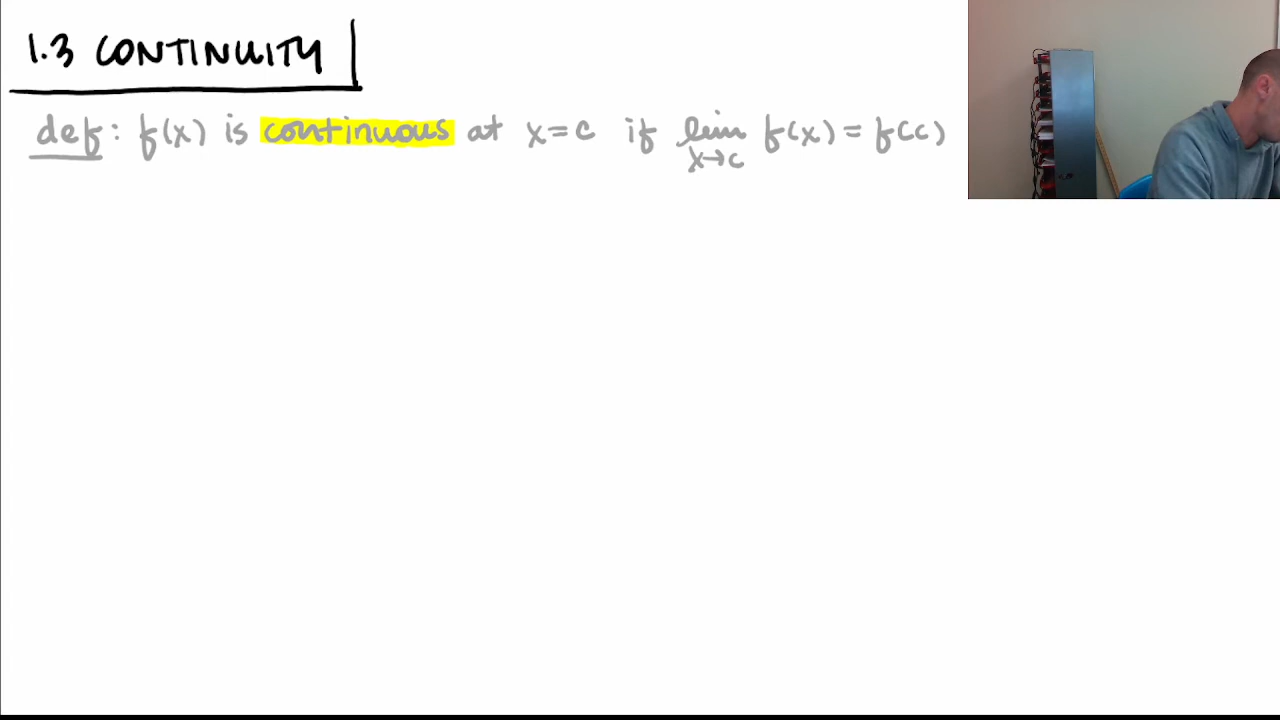 1.3 CONTINUITY
def: f(x) is continuous at x=c if lim f(x) = f(c)
x→c